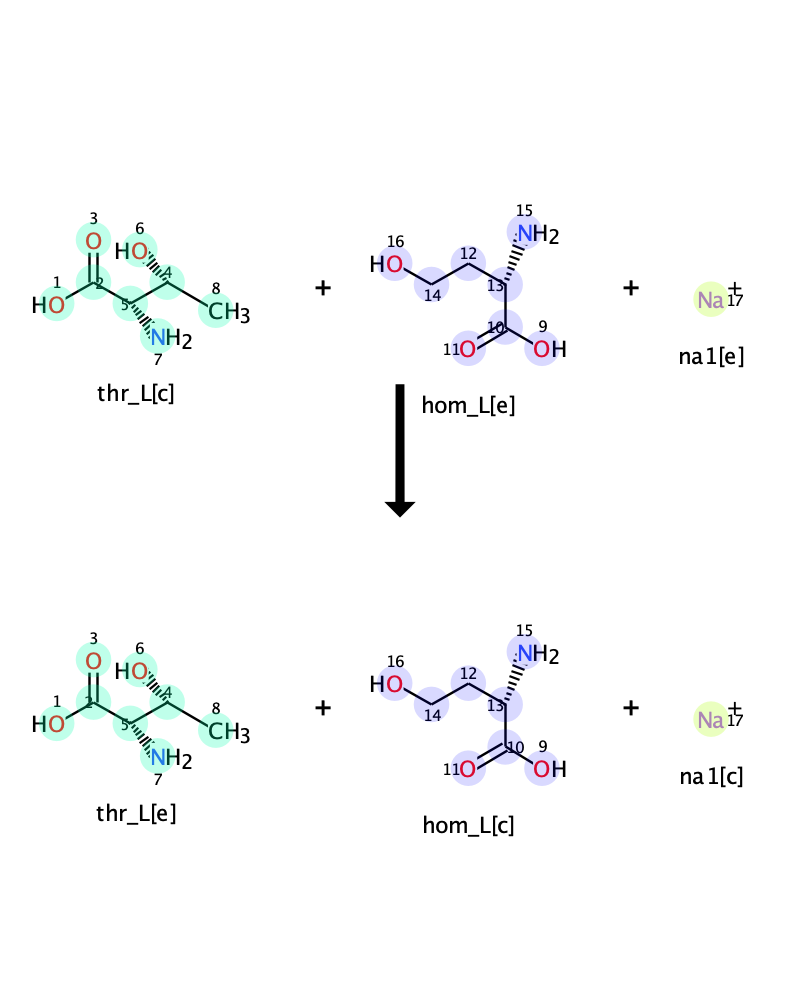 3
6
HO
O
1
2
4
8
HO
5
CH3
NH2
7
thr_L[c]
+
15
NH2
16
12
HO
14
13
10
9
11
O
OH
hom_L[e]
+
Na
+
17
na1[e]
3
6
HO
O
1
2
4
8
HO
5
CH3
NH2
7
thr_L[e]
+
15
NH2
16
12
HO
14
13
10
9
11
O
OH
hom_L[c]
+
Na
+
17
na1[c]